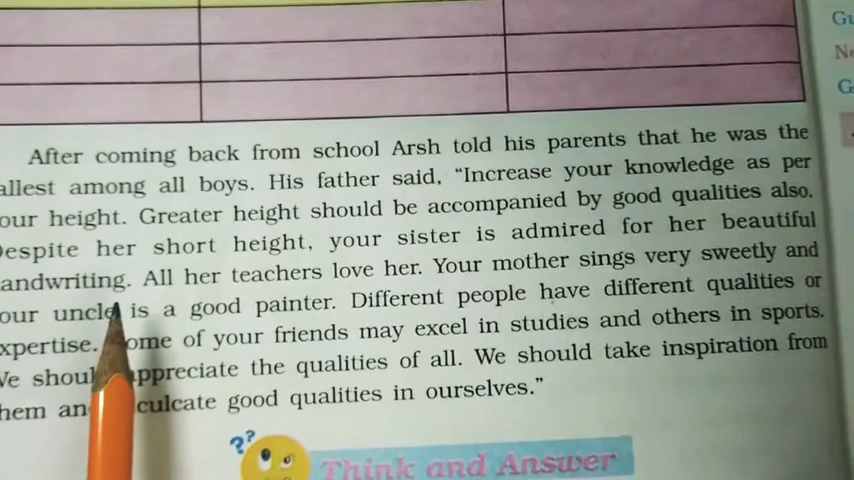 Gu
After coming back from school Arsh told his parents that he was the
allest among all boys. His father said, "Increase your knowledge as per
our height. Greater height should be accompanied by good qualities also.
espite her short height, your sister is admired for her beautiful
andwriting. All her teachers love her. Your mother sings very sweetly and
our uncle is a good painter. Different people have different qualities or
xpertise. ome of your friends may excel in studies and others in sports.
We shoul appreciate the qualities of all. We should take inspiration from
hem an culcate good qualities in ourselves."
??
Think and Answer